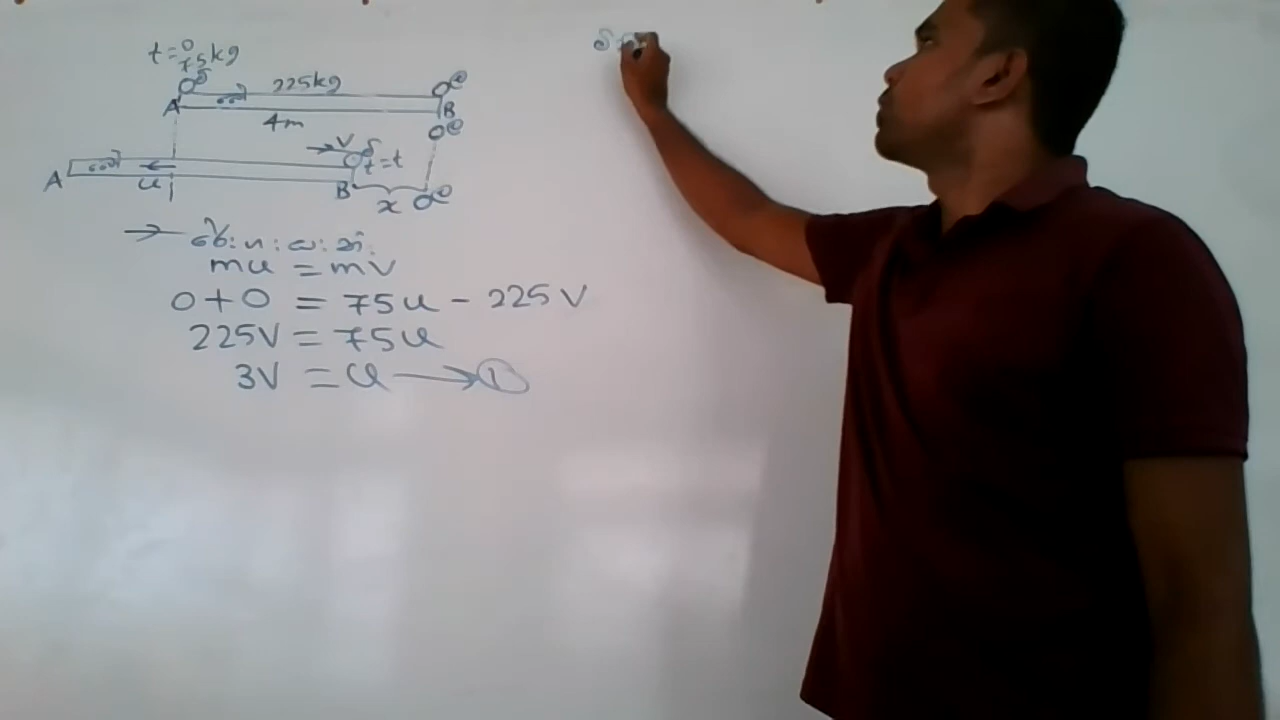 t=0
75kg
225kg
A
B
4m
V
t=t
A
u
B
x
mu = mv
0+0 = 75u - 225V
225V = 75u
3V = u → ①